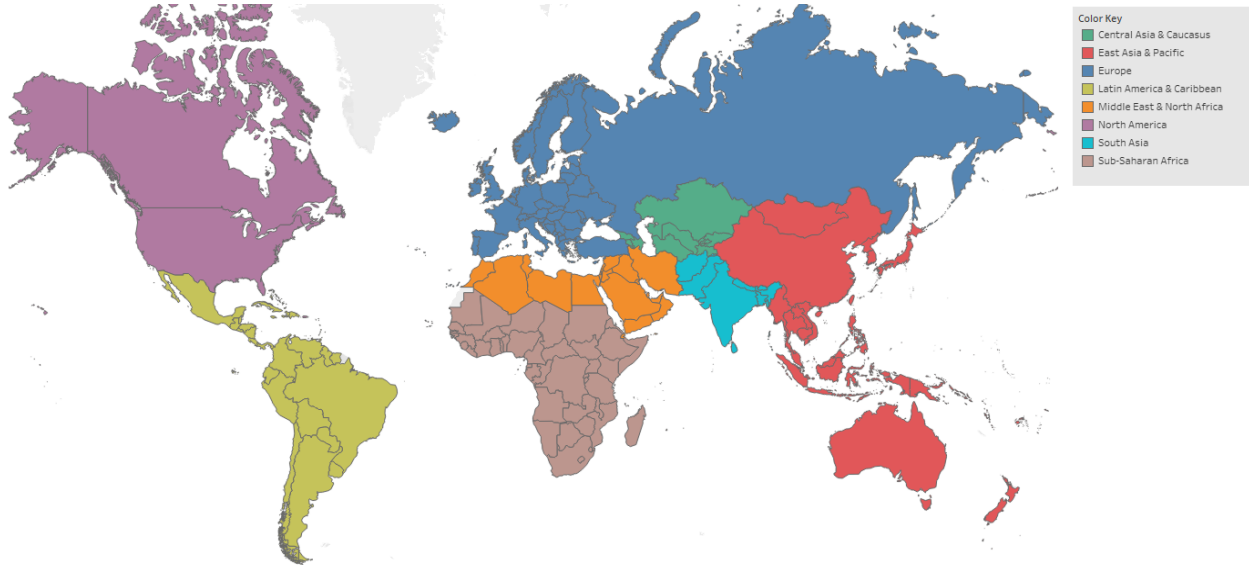 Color Key
Central Asia & Caucasus
East Asia & Pacific
Europe
Latin America & Caribbean
Middle East & North Africa
North America
South Asia
Sub-Saharan Africa